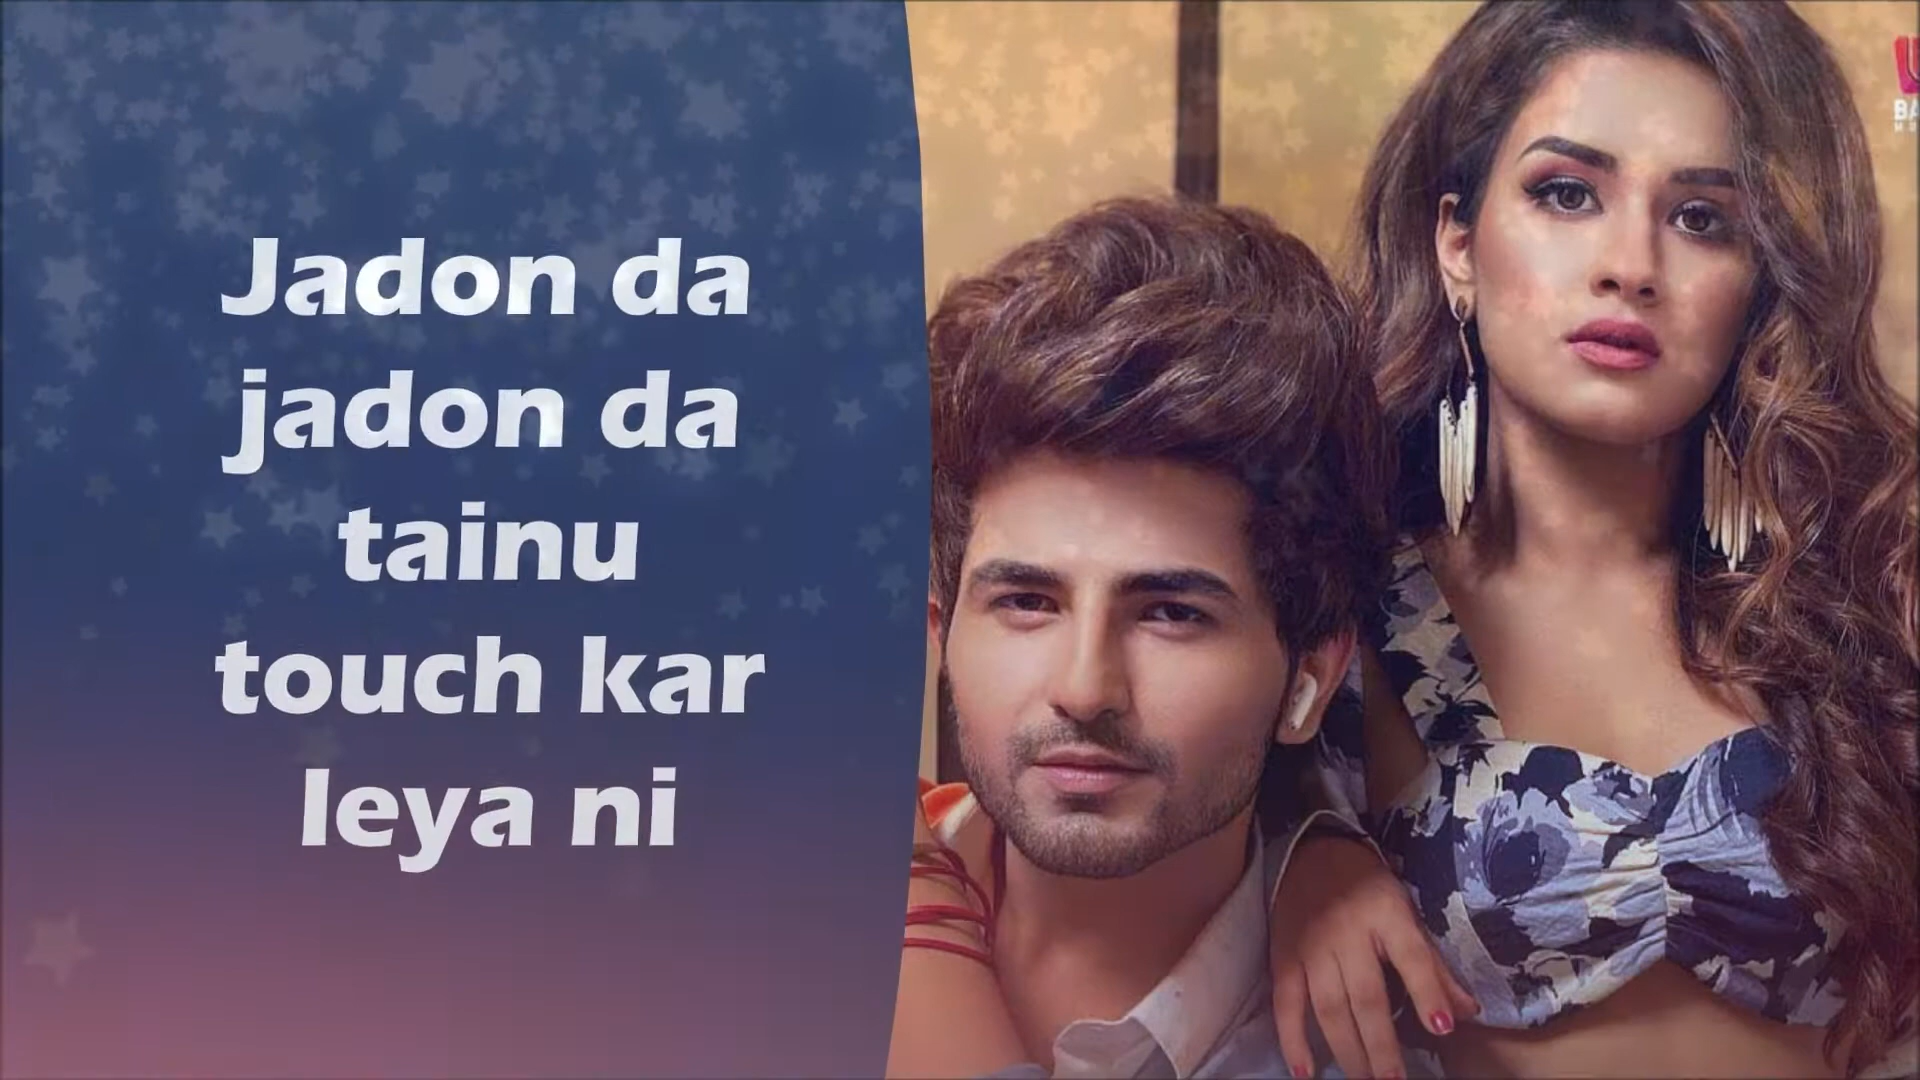 Jadon da
jadon da
tainu
touch kar
leya ni